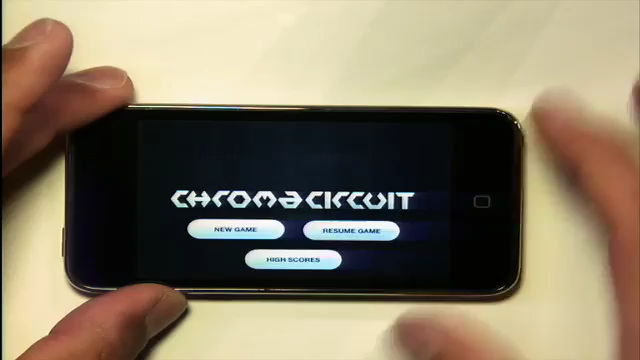 CHROMACIRCUIT
NEW GAME
RESUME GAME
HIGH SCORES